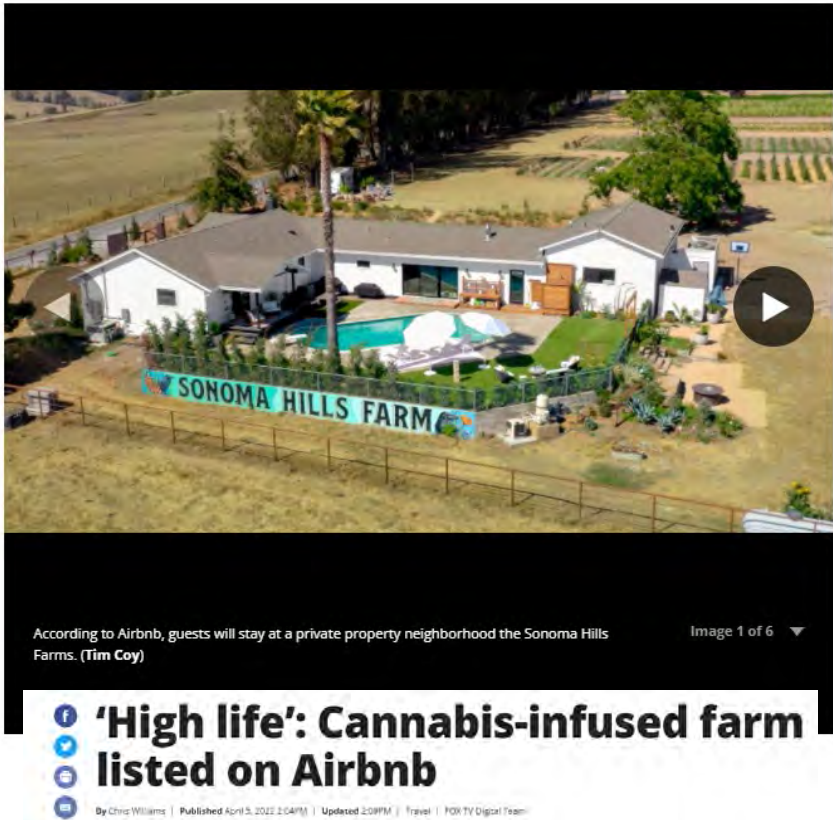 SONOMA HILLS FARM
According to Airbnb, guests will stay at a private property neighborhood the Sonoma Hills
Farms. (Tim Coy)
Image 1 of 6
‘High life’: Cannabis-infused farm
listed on Airbnb
By Chris Williams | Published April 5, 2022 2:04PM | Updated 2:09PM | Travel | FOX TV Digital Team